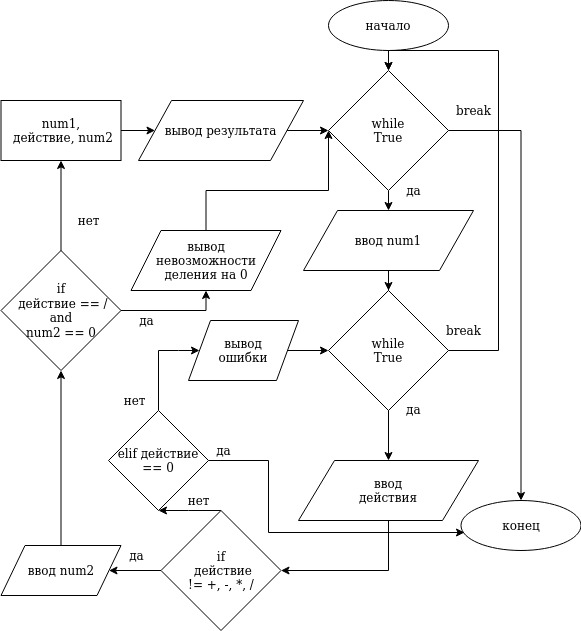 начало
while
True
break
num1,
действие, num2
вывод результата
да
нет
вывод
невозможности
деления на 0
ввод num1
if
действие == /
and
num2 == 0
да
вывод
ошибки
while
True
break
нет
да
elif действие
== 0
да
ввод
действия
нет
конец
ввод num2
да
if
действие
!= +, -, *, /